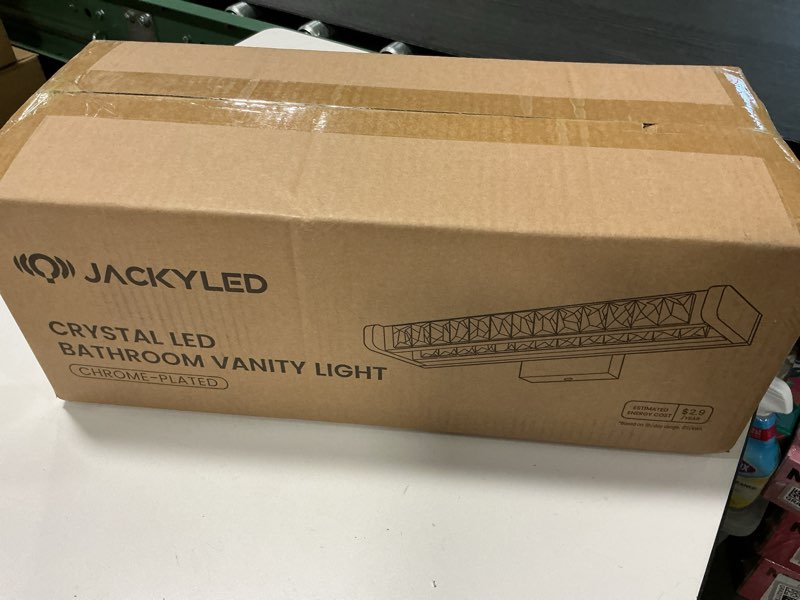 JACKYLED
CRYSTAL LED
BATHROOM VANITY LIGHT
CHROME-PLATED
ESTIMATED
ENERGY COST
$2.9
/YEAR